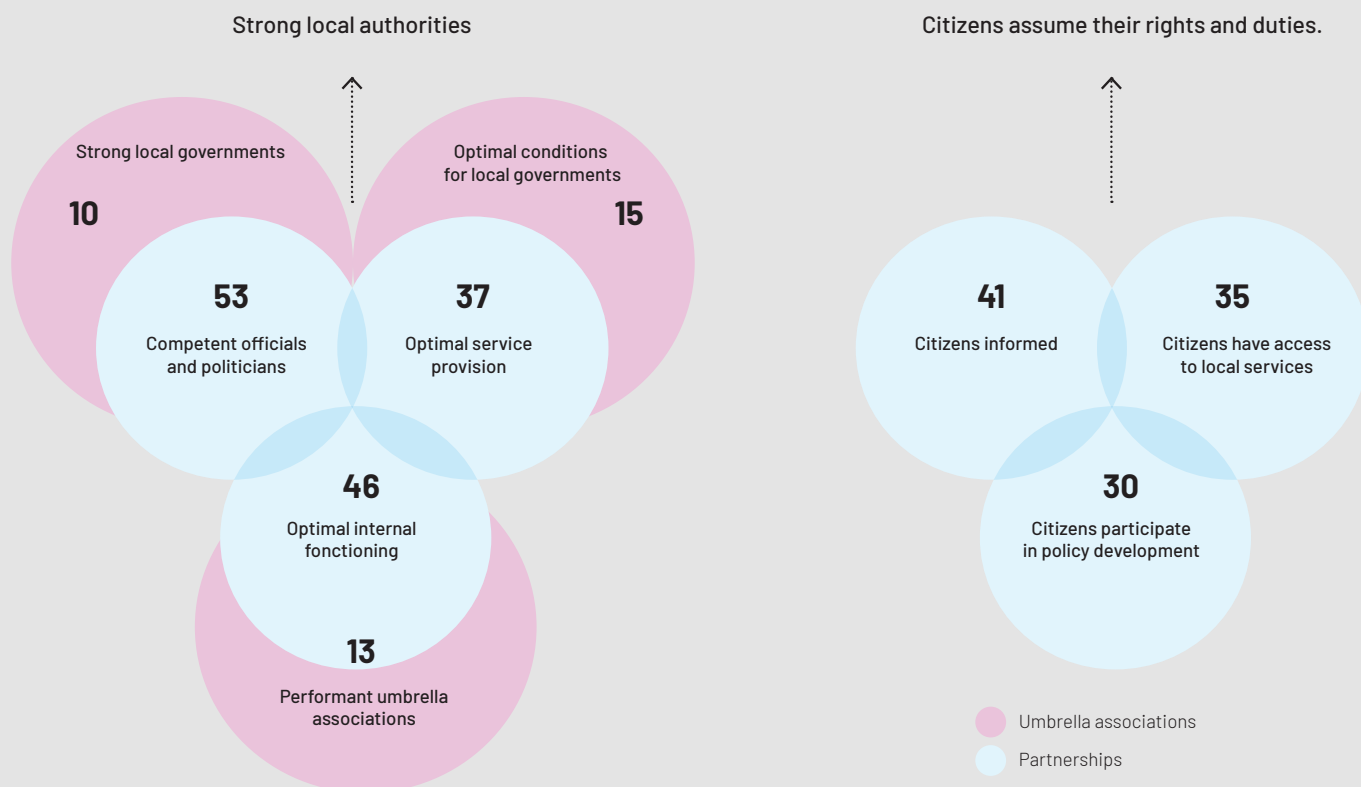 Strong local authorities
Citizens assume their rights and duties.
Strong local governments
10
Optimal conditions
for local governments
15
53
Competent officials
and politicians
37
Optimal service
provision
46
Optimal internal
fonctioning
13
Performant umbrella
associations
41
Citizens informed
35
Citizens have access
to local services
30
Citizens participate
in policy development
Umbrella associations
Partnerships